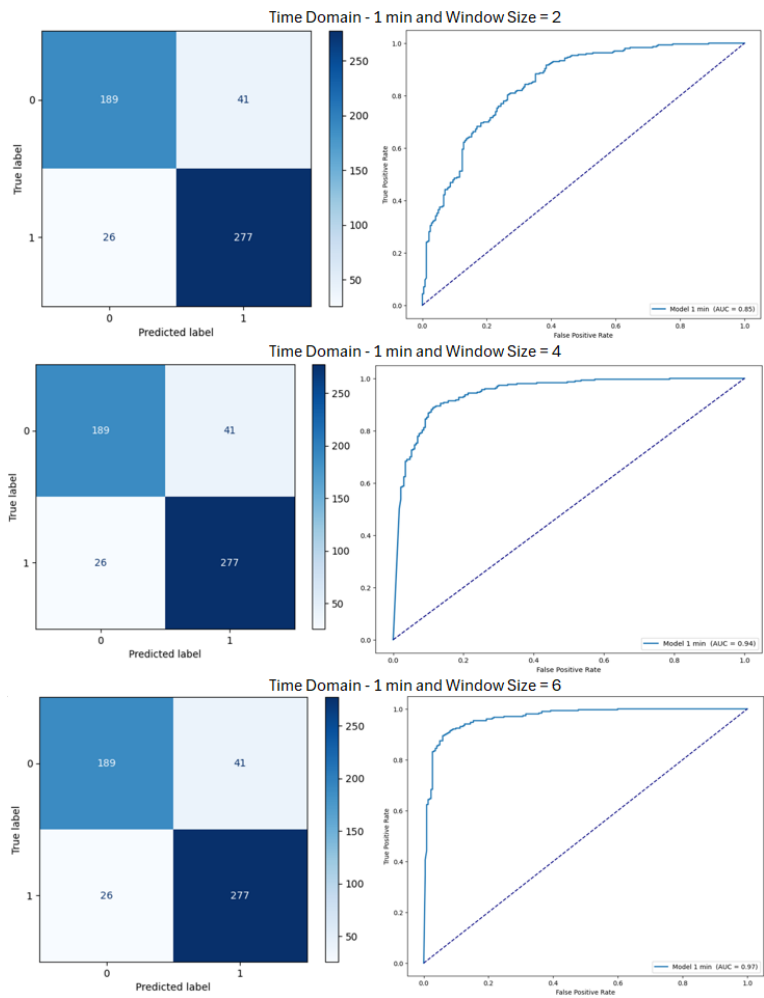 Time Domain - 1 min and Window Size = 2
0
1
True label
189 41
26 277
0 1
Predicted label
250
200
150
100
50
1.0
0.8
0.6
0.4
0.2
0.0
True Positive Rate
Model 1 min (AUC = 0.85)
0.0 0.2 0.4 0.6 0.8 1.0
False Positive Rate
Time Domain - 1 min and Window Size = 4
0
1
True label
189 41
26 277
0 1
Predicted label
250
200
150
100
50
1.0
0.8
0.6
0.4
0.2
0.0
True Positive Rate
Model 1 min (AUC = 0.94)
0.0 0.2 0.4 0.6 0.8 1.0
False Positive Rate
Time Domain - 1 min and Window Size = 6
0
1
True label
189 41
26 277
0 1
Predicted label
250
200
150
100
50
1.0
0.8
0.6
0.4
0.2
0.0
True Positive Rate
Model 1 min (AUC = 0.97)
0.0 0.2 0.4 0.6 0.8 1.0
False Positive Rate